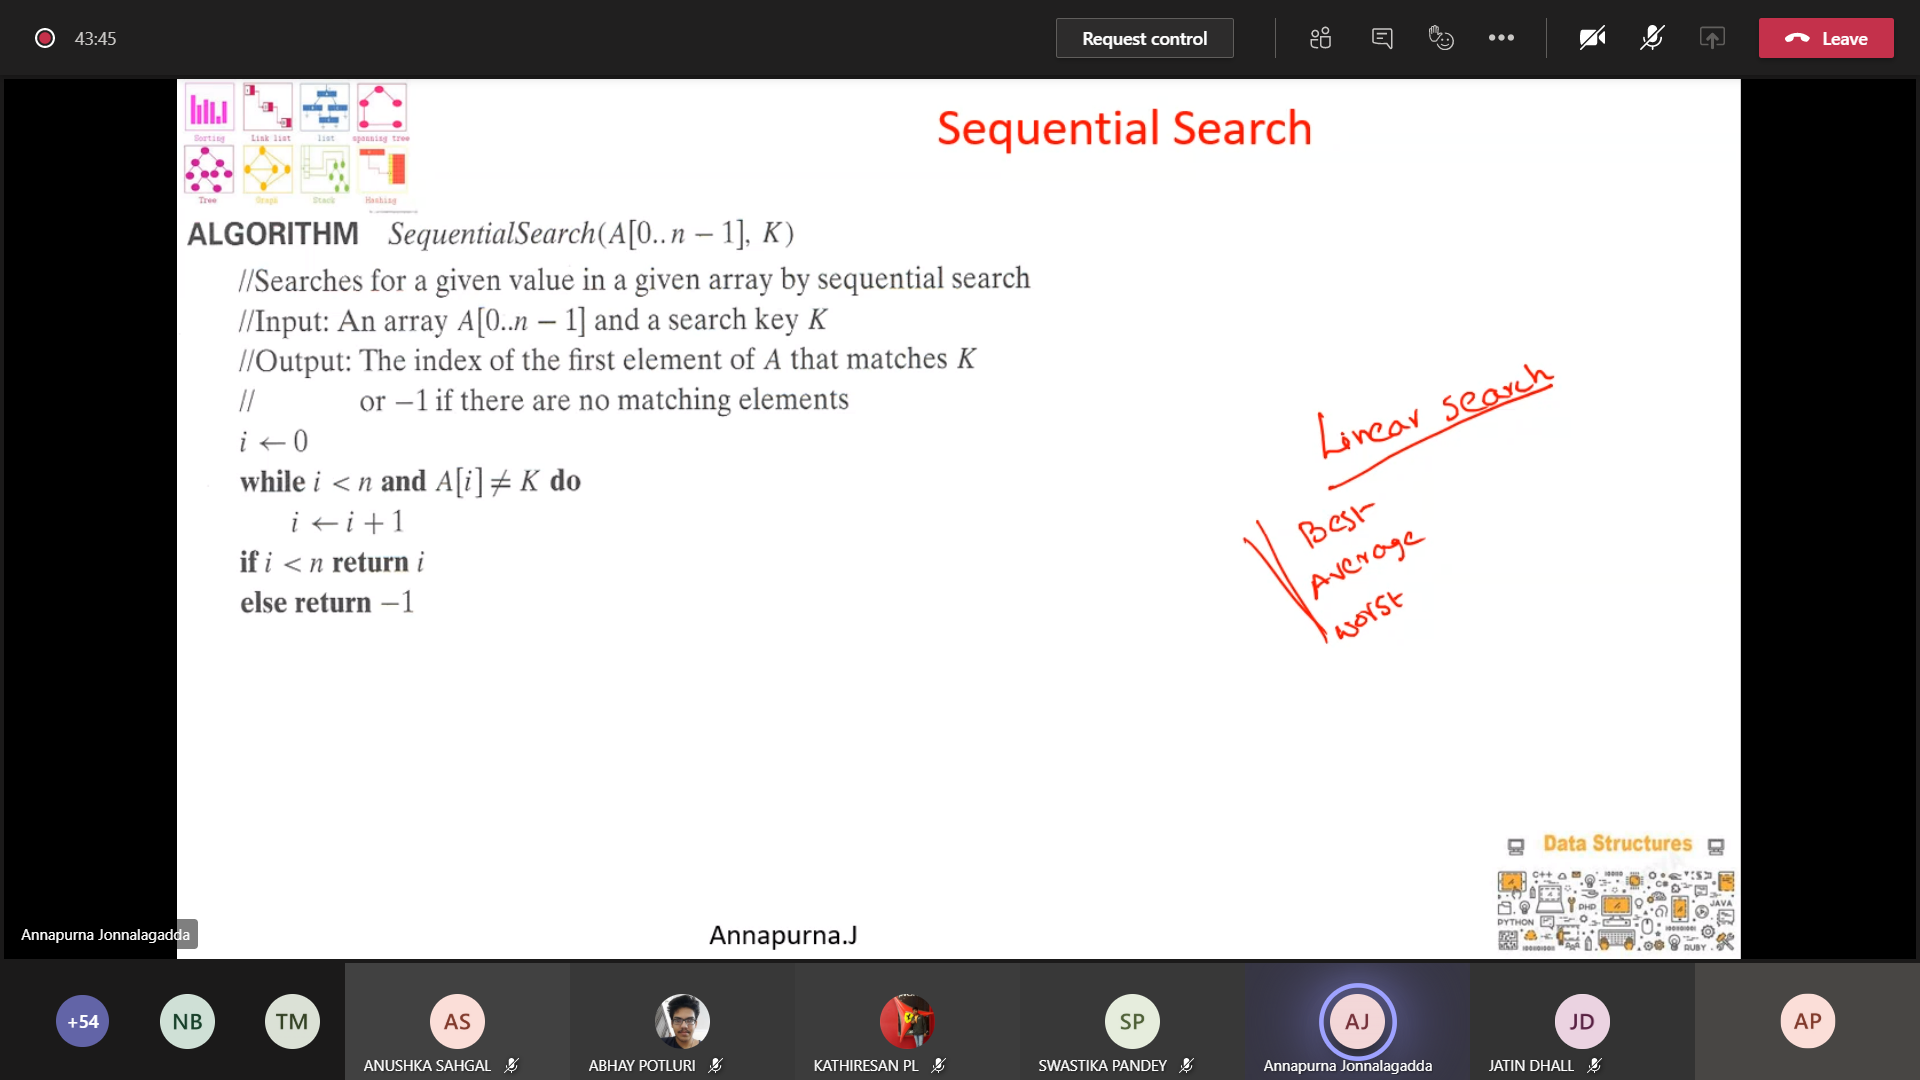 43:45
Request control
Leave
Sorting
Link list
list
spanning tree
Tree
Graph
Stack
Hashing
Sequential Search
ALGORITHM SequentialSearch(A[0..n − 1], K)
//Searches for a given value in a given array by sequential search
//Input: An array A[0..n − 1] and a search key K
//Output: The index of the first element of A that matches K
// or −1 if there are no matching elements
i ← 0
while i < n and A[i] ≠ K do
i ← i + 1
if i < n return i
else return −1
Linear search
Best
Average
worst
Data Structures
C++
PHP
JAVA
PYTHON
RUBY
Annapurna.J
Annapurna Jonnalagadda
+54
NB
TM
AS
SP
AJ
JD
AP
ANUSHKA SAHGAL
ABHAY POTLURI
KATHIRESAN PL
SWASTIKA PANDEY
Annapurna Jonnalagadda
JATIN DHALL